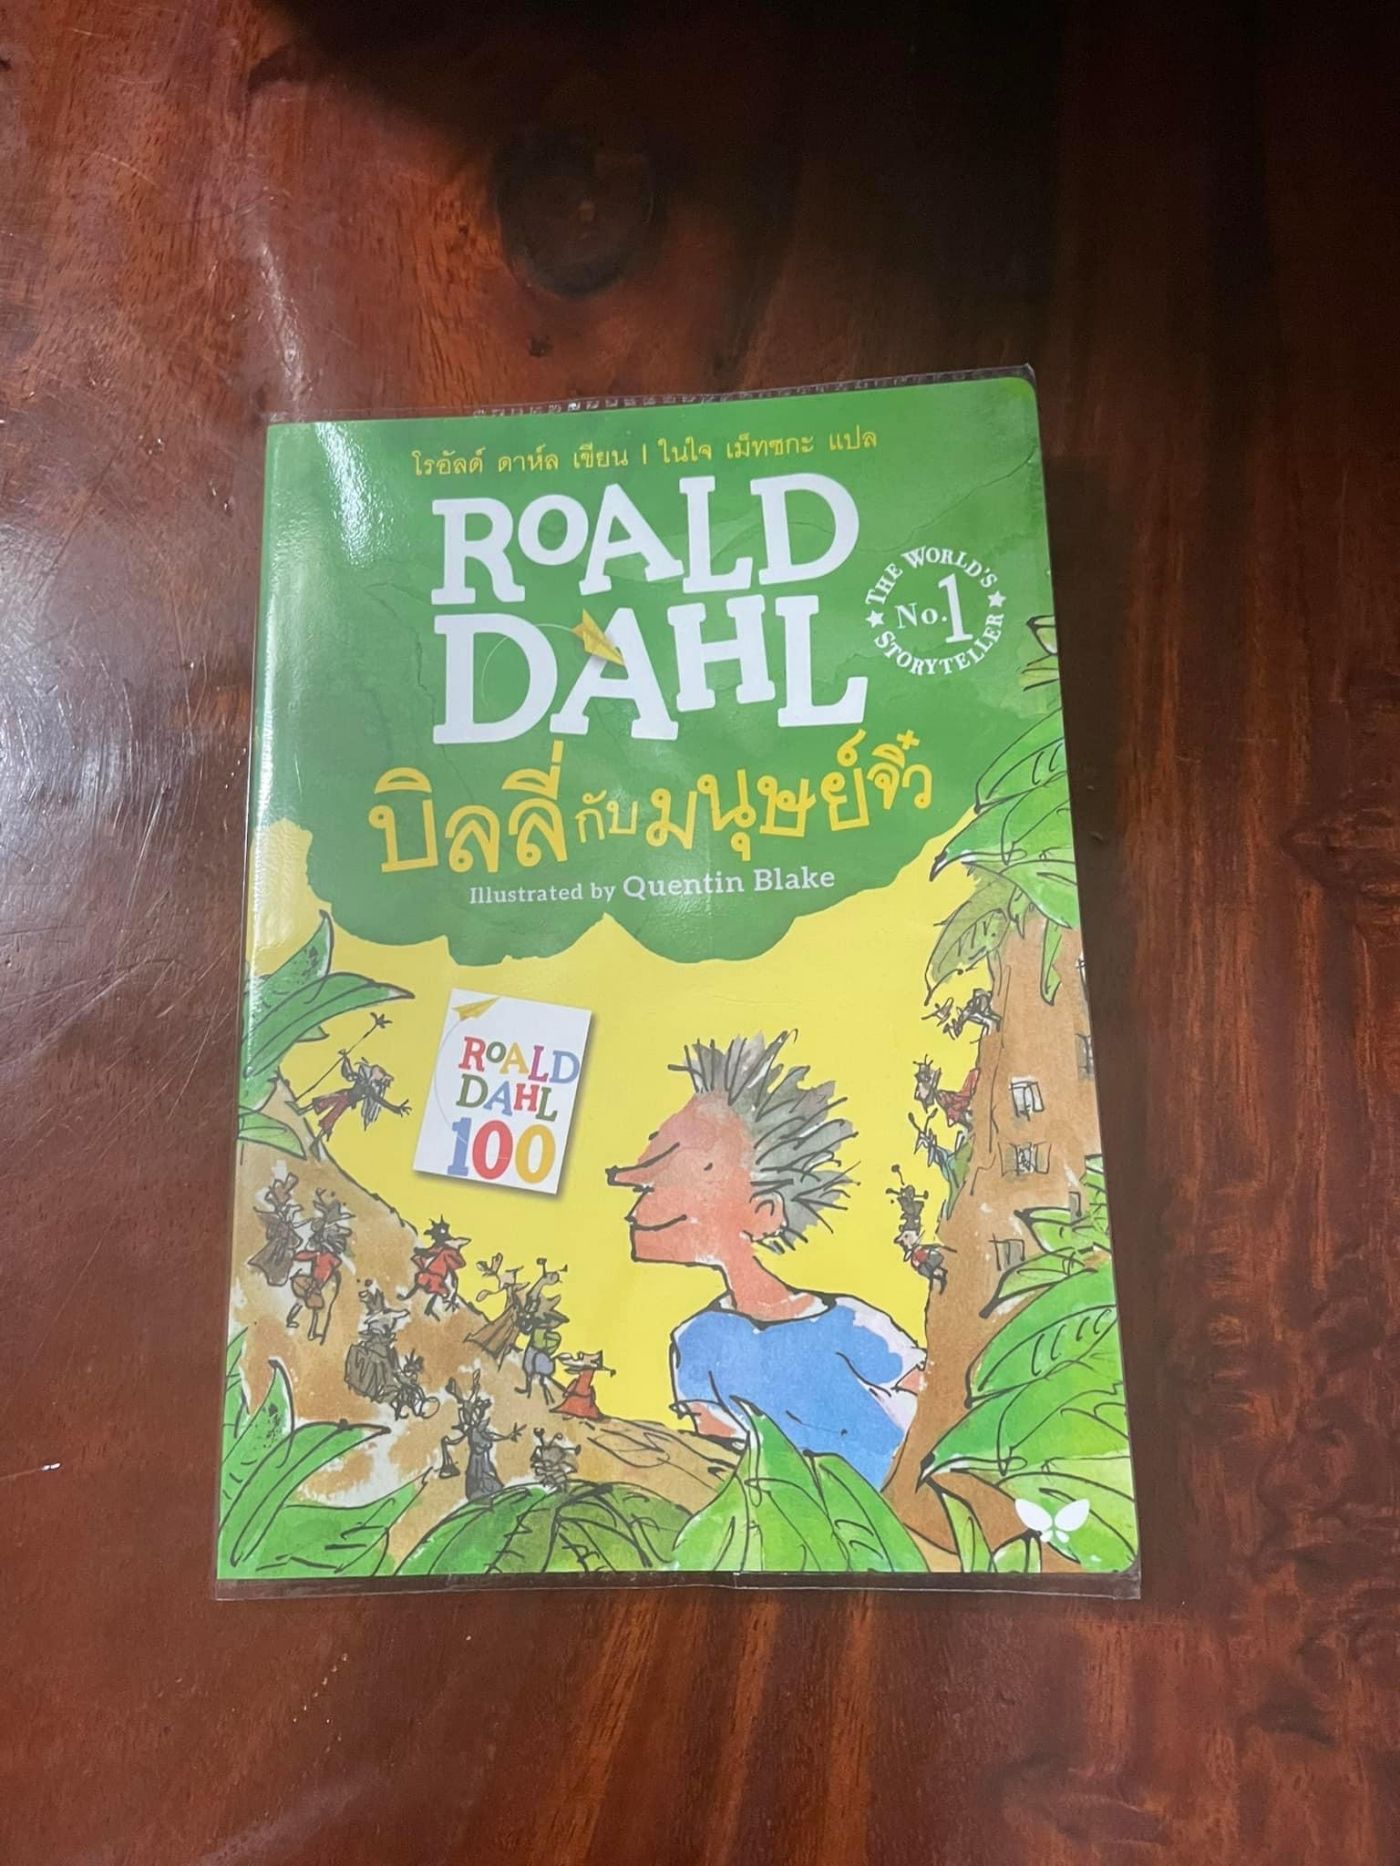 โรอัลด์ ดาห์ล เขียน | ในใจ เม็ทซกะ แปล
ROALD
DAHL
THE WORLD'S
No.1
STORYTELLER
บิลลี่กับมนุษย์จิ๋ว
Illustrated by Quentin Blake
ROALD
DAHL
100